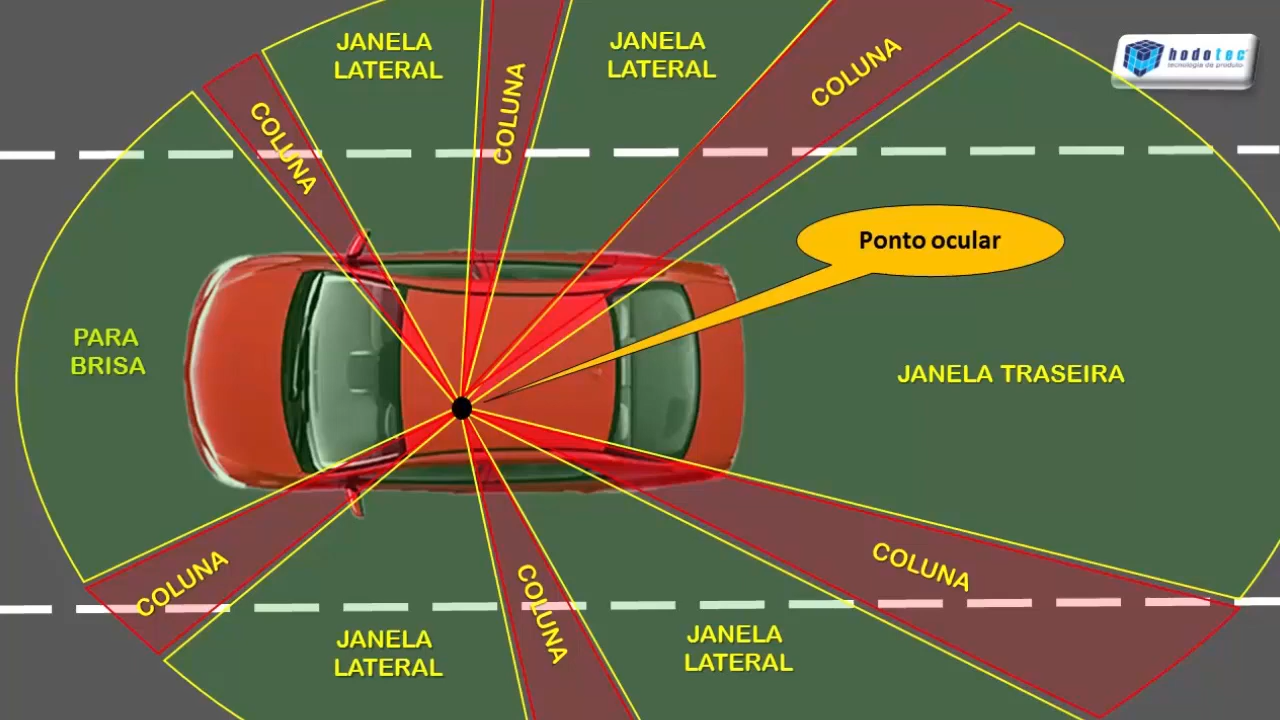 JANELA
LATERAL
COLUNA
JANELA
LATERAL
COLUNA
hodotec
tecnologia de produto
COLUNA
Ponto ocular
PARA
BRISA
JANELA TRASEIRA
COLUNA
COLUNA
COLUNA
JANELA
LATERAL
JANELA
LATERAL